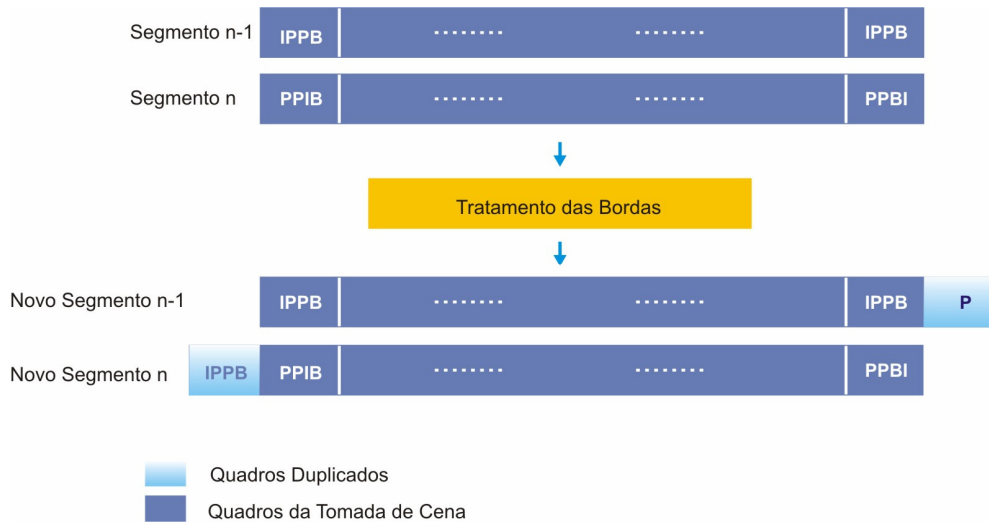 Segmento n-1 IPPB ........ ........ IPPB
Segmento n PPIB ........ ........ PPBI
Tratamento das Bordas
Novo Segmento n-1 IPPB ........ ........ IPPB P
Novo Segmento n IPPB PPIB ........ ........ PPBI
Quadros Duplicados
Quadros da Tomada de Cena